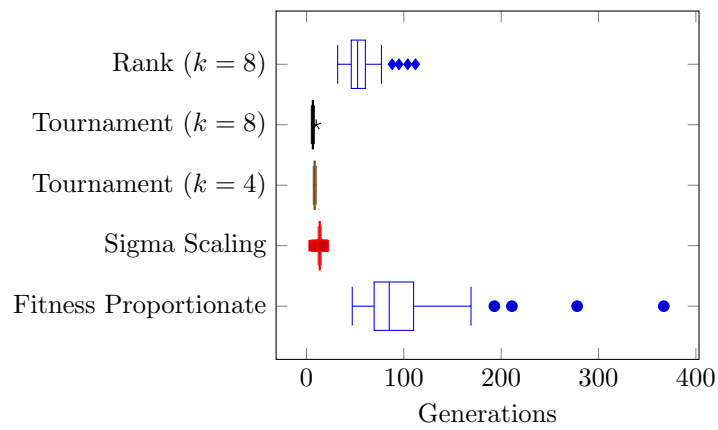 Rank (k = 8)
Tournament (k = 8)
Tournament (k = 4)
Sigma Scaling
Fitness Proportionate
0 100 200 300 400
Generations